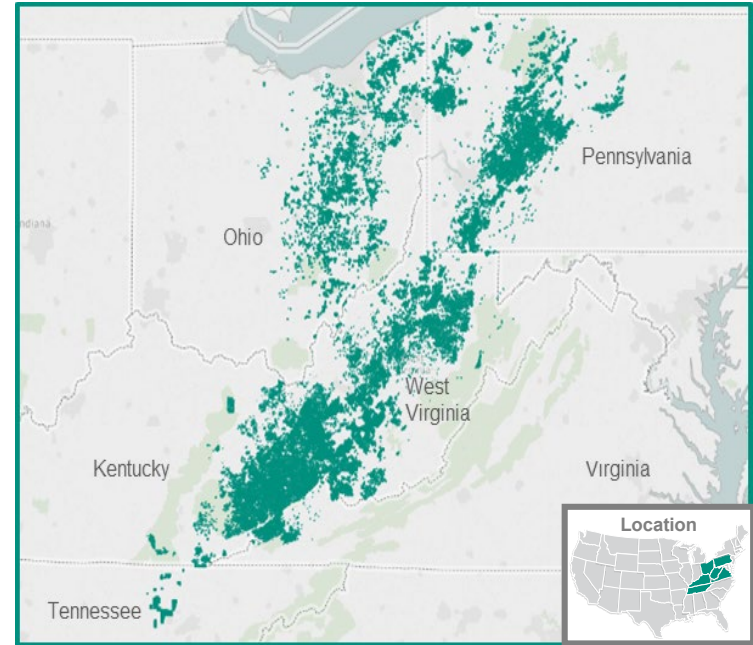 Pennsylvania
Ohio
West
Virginia
Kentucky
Virginia
Location
Tennessee